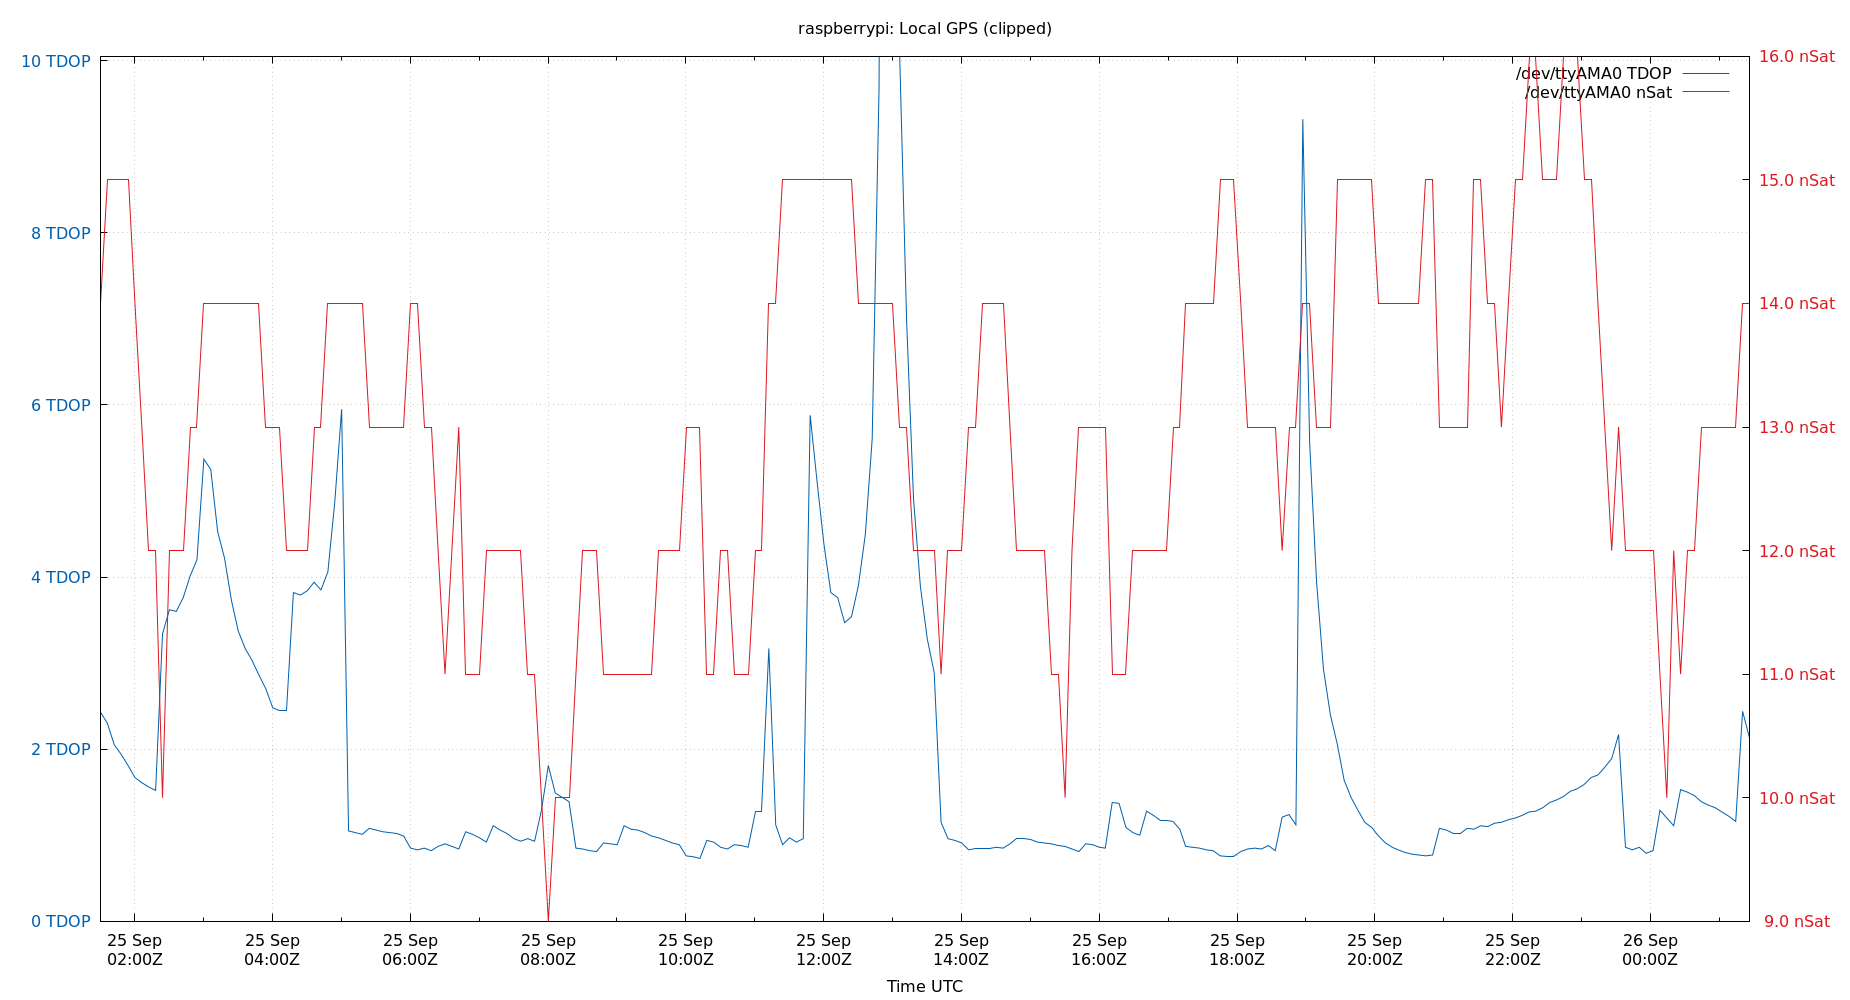 raspberrypi: Local GPS (clipped)
10 TDOP
8 TDOP
6 TDOP
4 TDOP
2 TDOP
0 TDOP
16.0 nSat
15.0 nSat
14.0 nSat
13.0 nSat
12.0 nSat
11.0 nSat
10.0 nSat
9.0 nSat
/dev/ttyAMA0 TDOP
/dev/ttyAMA0 nSat
25 Sep 25 Sep 25 Sep 25 Sep 25 Sep 25 Sep 25 Sep 25 Sep 25 Sep 25 Sep 25 Sep 26 Sep
02:00Z 04:00Z 06:00Z 08:00Z 10:00Z 12:00Z 14:00Z 16:00Z 18:00Z 20:00Z 22:00Z 00:00Z
Time UTC